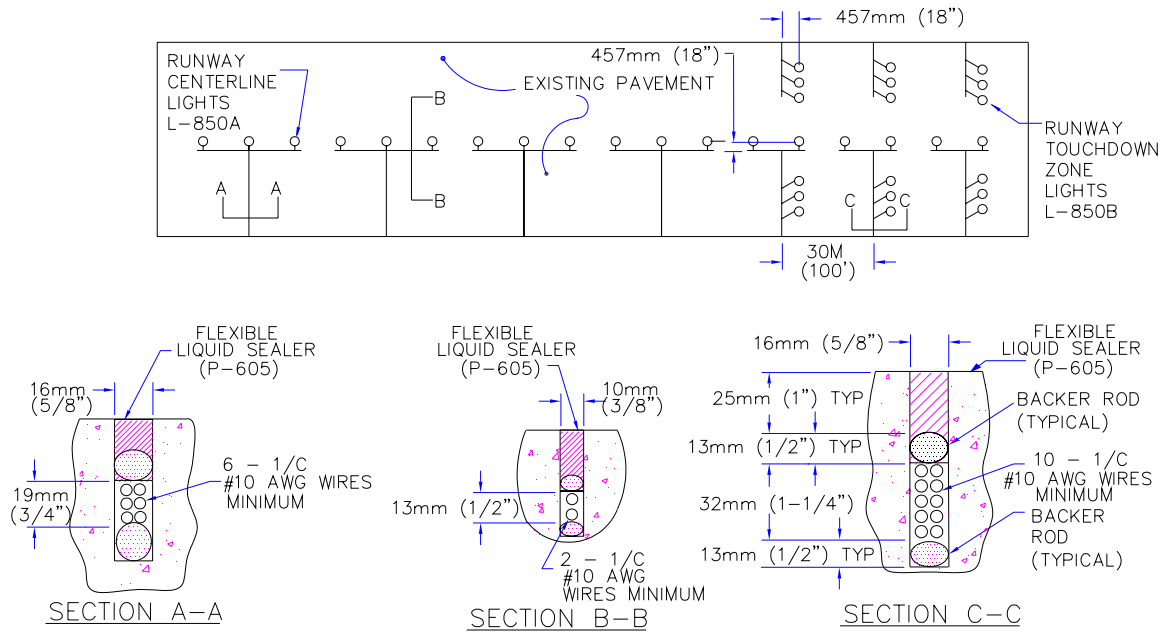 457mm (18”)
457mm (18”)
RUNWAY
CENTERLINE
LIGHTS
L-850A
EXISTING PAVEMENT
B
B
A
A
C
C
RUNWAY
TOUCHDOWN
ZONE
LIGHTS
L-850B
30M
(100’)
FLEXIBLE
LIQUID SEALER
(P-605)
16mm
(5/8”)
19mm
(3/4”)
6 - 1/C
#10 AWG WIRES
MINIMUM
SECTION A-A
FLEXIBLE
LIQUID SEALER
(P-605)
10mm
(3/8”)
13mm (1/2”)
2 - 1/C
#10 AWG
WIRES MINIMUM
SECTION B-B
FLEXIBLE
LIQUID SEALER
(P-605)
16mm (5/8”)
25mm (1”) TYP
13mm (1/2”) TYP
32mm (1-1/4”)
13mm (1/2”) TYP
BACKER ROD
(TYPICAL)
10 - 1/C
#10 AWG WIRES
MINIMUM
BACKER
ROD
(TYPICAL)
SECTION C-C